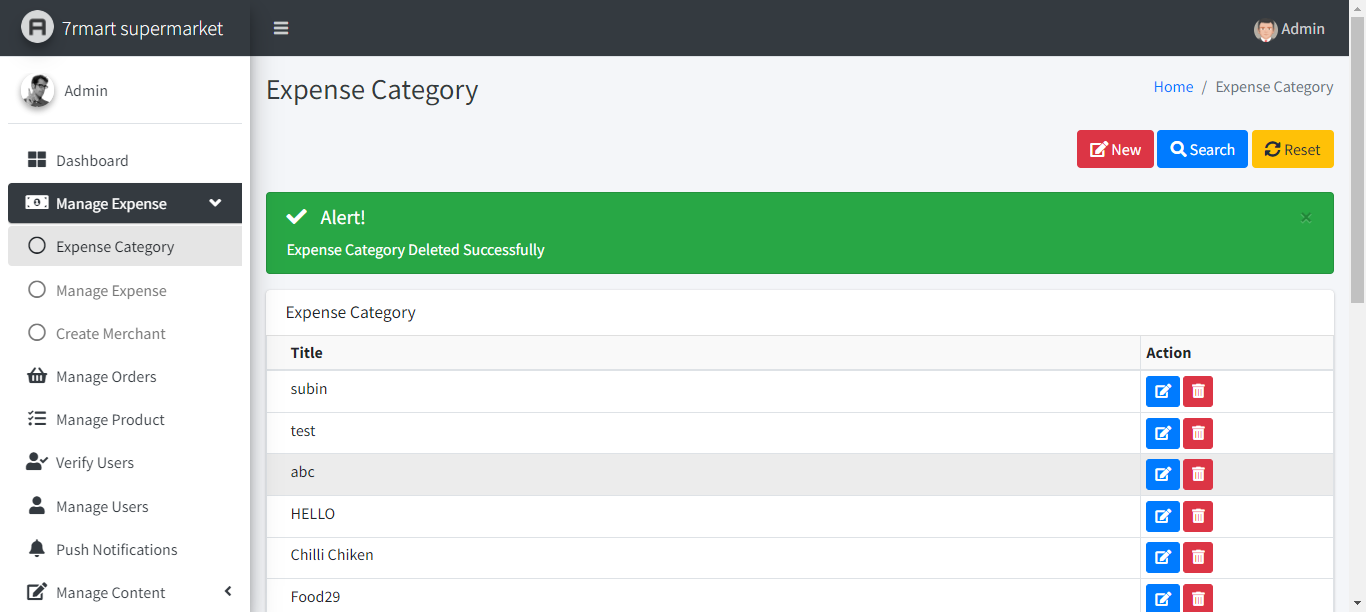 7rmart supermarket
Admin
Admin
Dashboard
Manage Expense
Expense Category
Manage Expense
Create Merchant
Manage Orders
Manage Product
Verify Users
Manage Users
Push Notifications
Manage Content
Expense Category
Home / Expense Category
New Search Reset
Alert! ×
Expense Category Deleted Successfully
Expense Category
Title Action
subin
test
abc
HELLO
Chilli Chiken
Food29